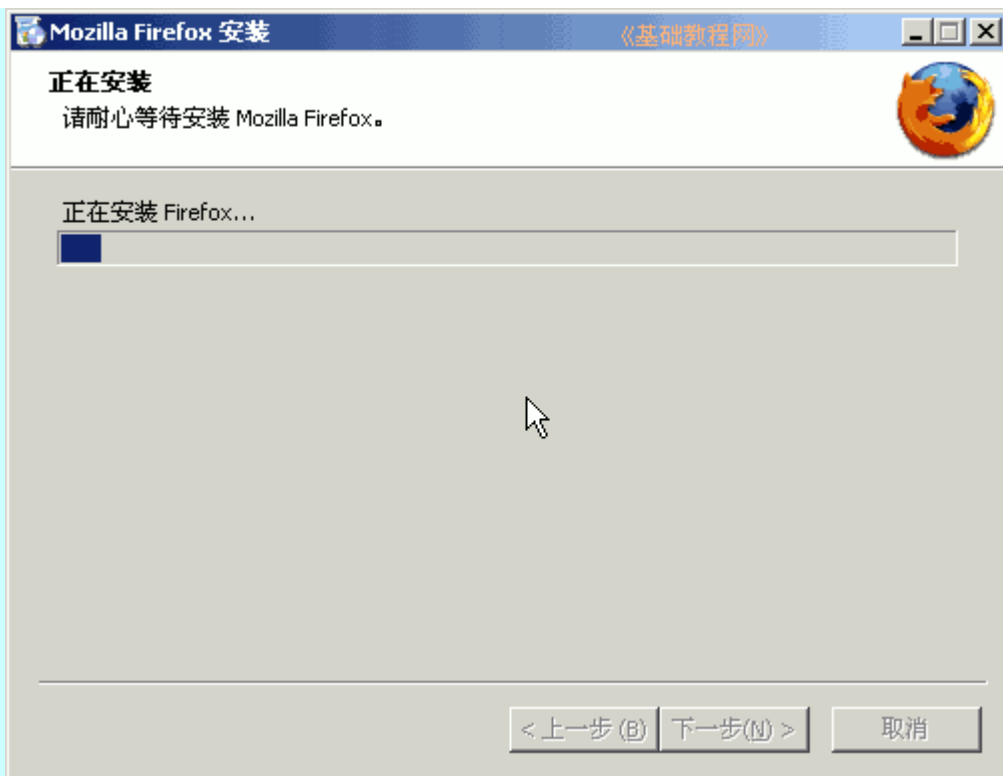 Mozilla Firefox 安装 《基础教程网》
正在安装
请耐心等待安装 Mozilla Firefox。
正在安装 Firefox...
< 上一步 (B) 下一步(N) > 取消